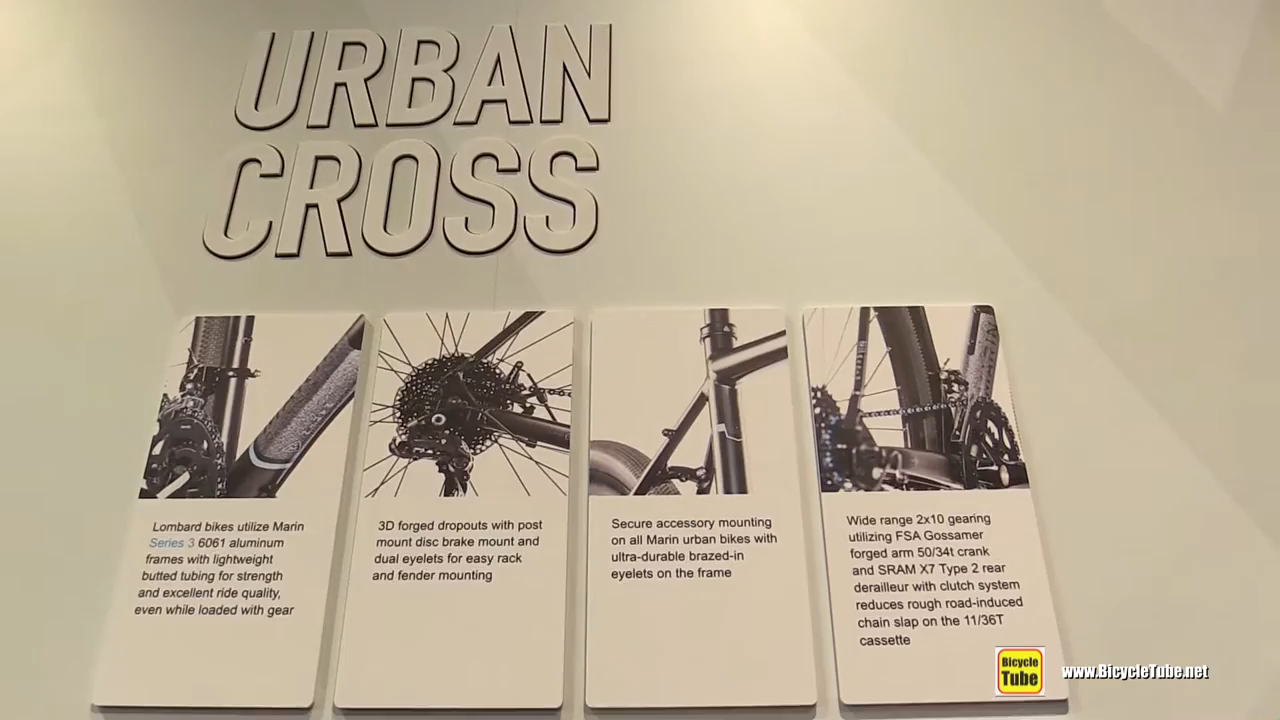 URBAN
CROSS
Lombard bikes utilize Marin
Series 3 6061 aluminum
frames with lightweight
butted tubing for strength
and excellent ride quality,
even while loaded with gear
3D forged dropouts with post
mount disc brake mount and
dual eyelets for easy rack
and fender mounting
Secure accessory mounting
on all Marin urban bikes with
ultra-durable brazed-in
eyelets on the frame
Wide range 2x10 gearing
utilizing FSA Gossamer
forged arm 50/34t crank
and SRAM X7 Type 2 rear
derailleur with clutch system
reduces rough road-induced
chain slap on the 11/36T
cassette
Bicycle
Tube
www.BicycleTube.net